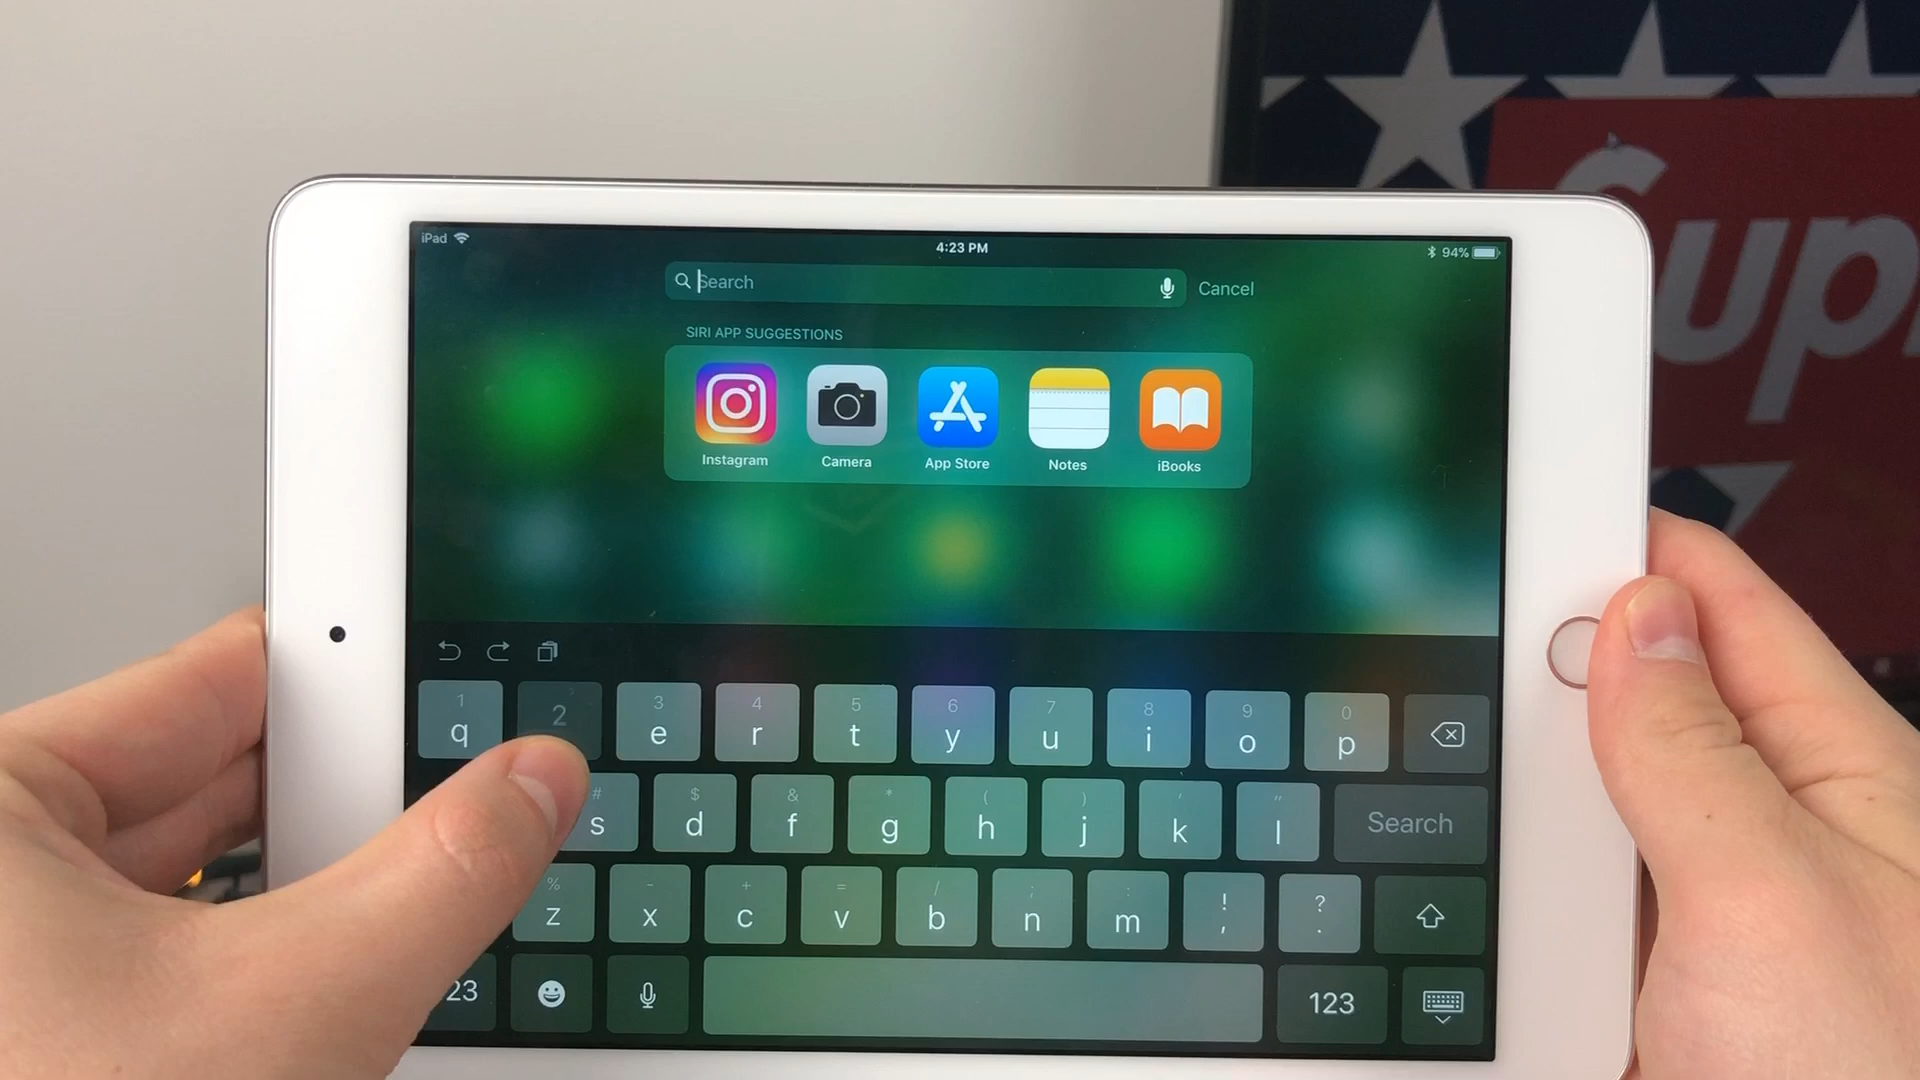 iPad 4:23 PM 94%
Search Cancel
SIRI APP SUGGESTIONS
Instagram Camera App Store Notes iBooks
1 2 3 4 5 6 7 8 9 0
q e r t y u i o p
# $ & * ( ) ' "
s d f g h j k l Search
% - + = / ; : ! ?
z x c v b n m , .
23 123
Sup